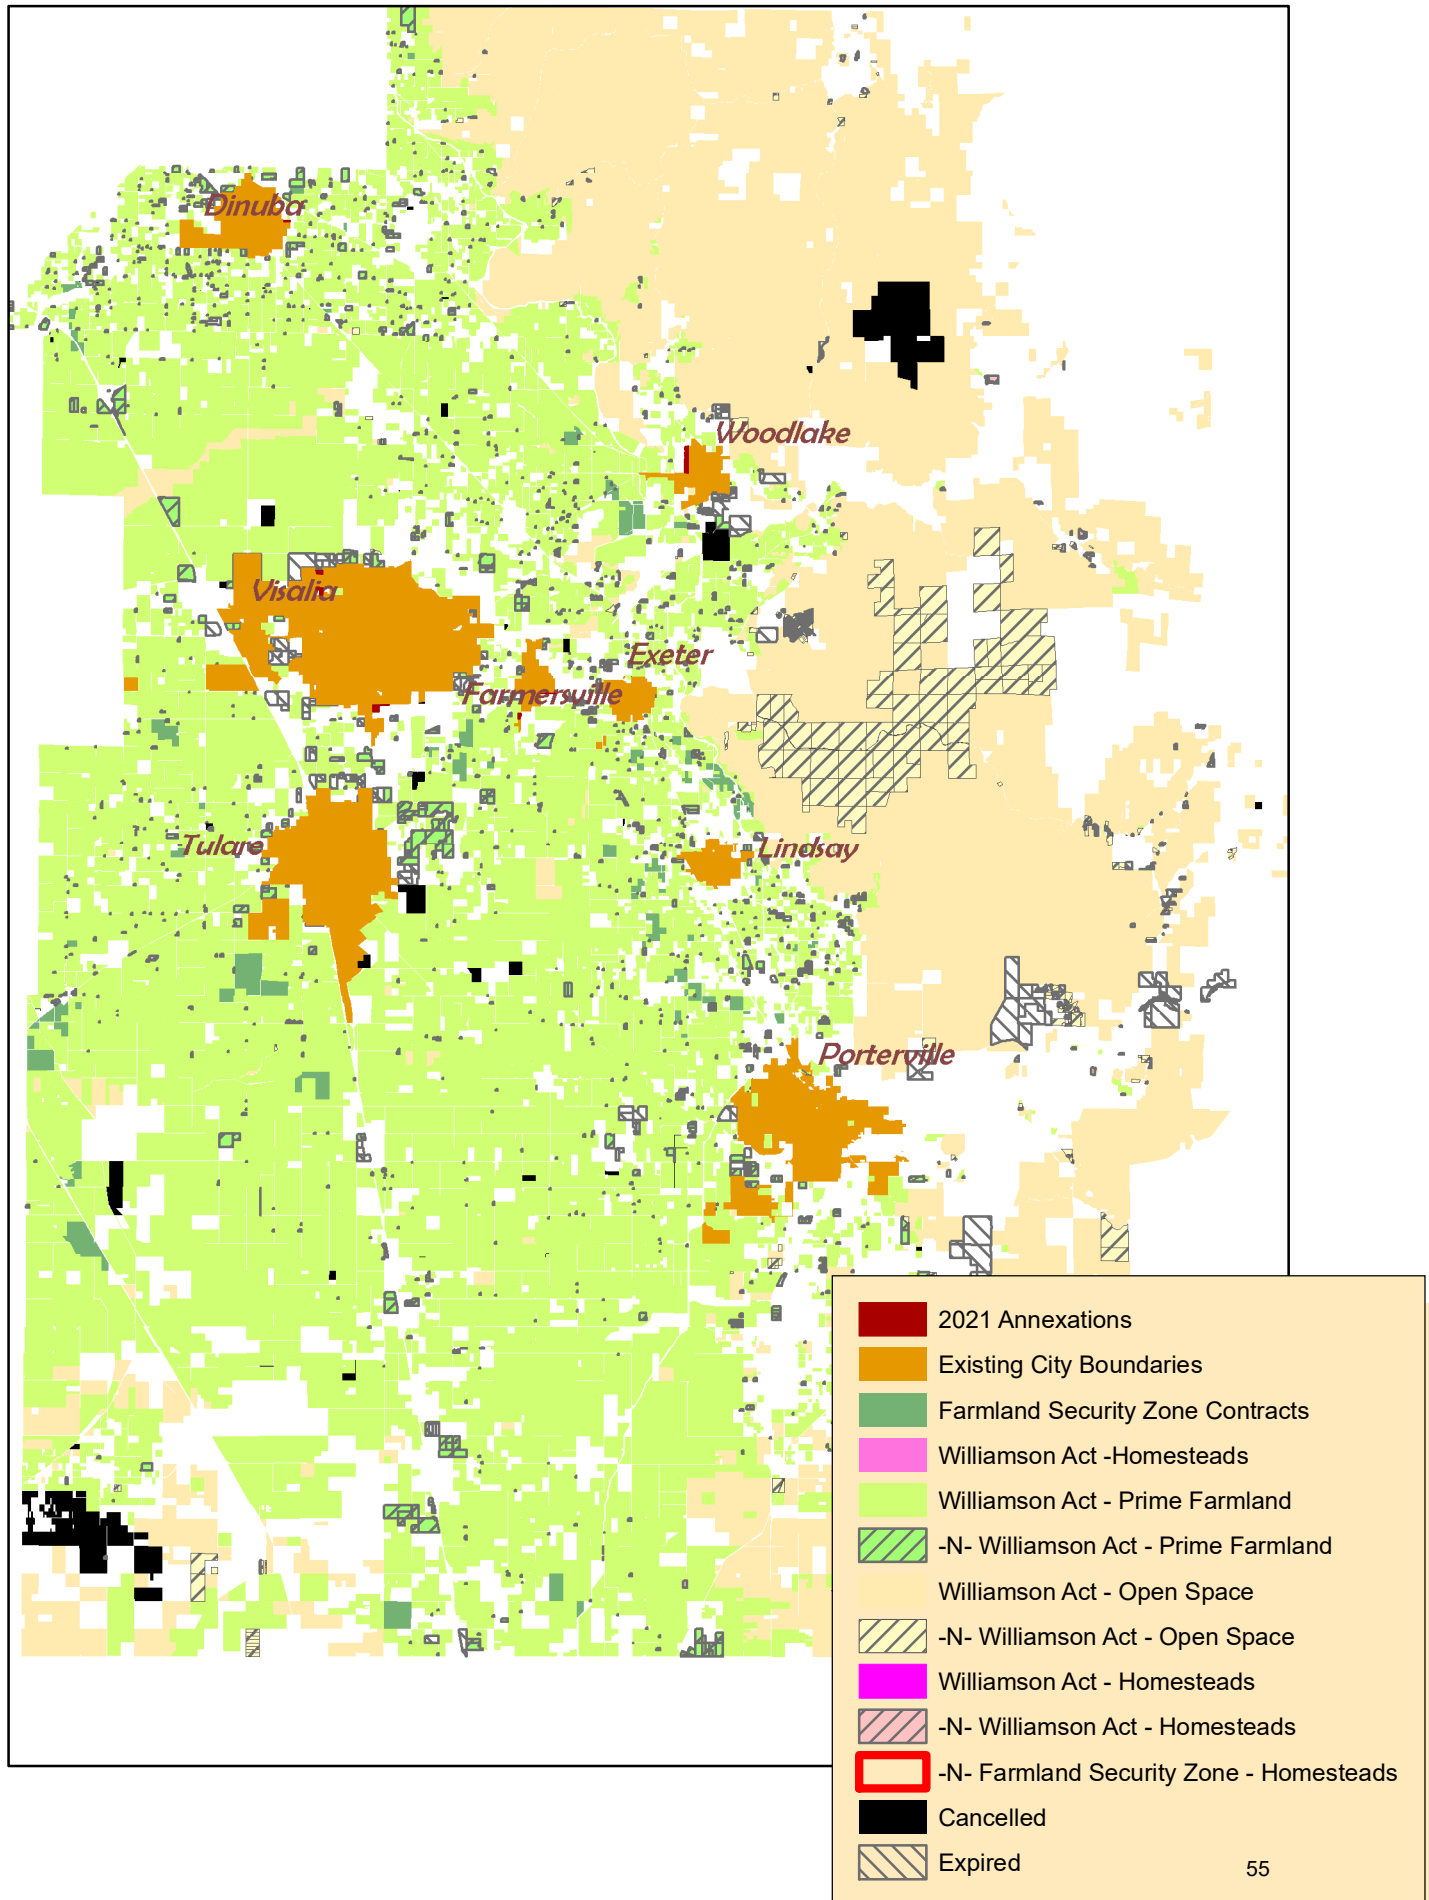 Dinuba
Woodlake
Visalia
Exeter
Farmersville
Tulare
Lindsay
Porterville
2021 Annexations
Existing City Boundaries
Farmland Security Zone Contracts
Williamson Act -Homesteads
Williamson Act - Prime Farmland
-N- Williamson Act - Prime Farmland
Williamson Act - Open Space
-N- Williamson Act - Open Space
Williamson Act - Homesteads
-N- Williamson Act - Homesteads
-N- Farmland Security Zone - Homesteads
Cancelled
Expired
55